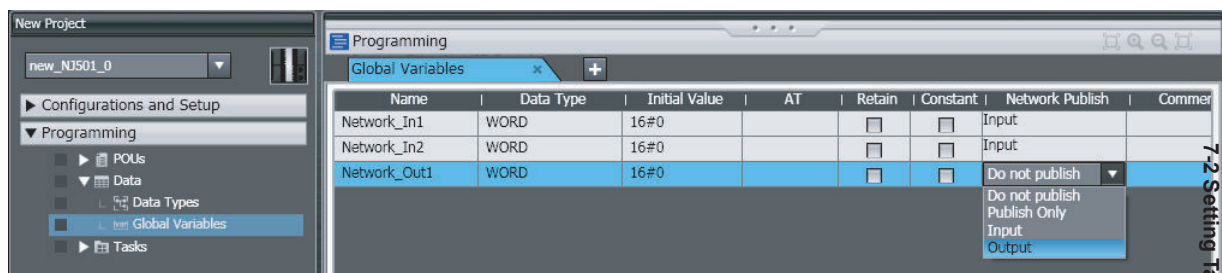 New Project
new_NJ501_0
Configurations and Setup
Programming
POUs
Data
Data Types
Global Variables
Tasks
Programming
Global Variables
Name | Data Type | Initial Value | AT | Retain | Constant | Network Publish | Commer
Network_In1 WORD 16#0 Input
Network_In2 WORD 16#0 Input
Network_Out1 WORD 16#0 Do not publish
Do not publish
Publish Only
Input
Output
7-2 Setting Ta